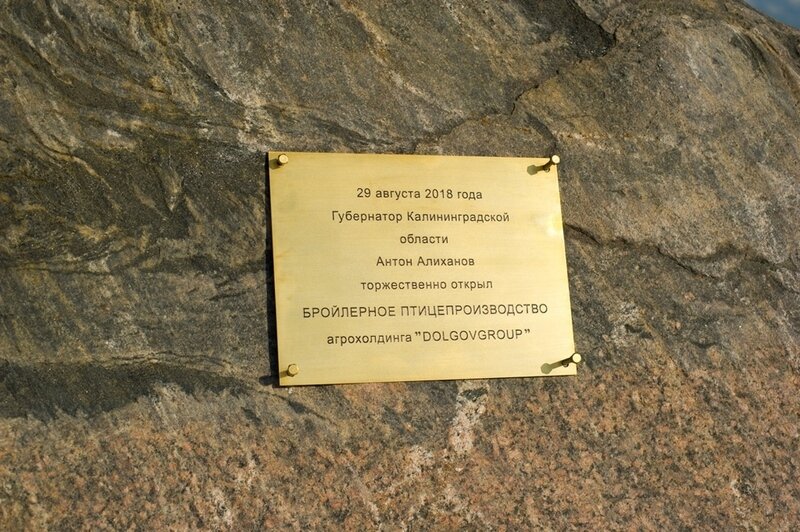 29 августа 2018 года
Губернатор Калининградской
области
Антон Алиханов
торжественно открыл
БРОЙЛЕРНОЕ ПТИЦЕПРОИЗВОДСТВО
агрохолдинга "DOLGOVGROUP"